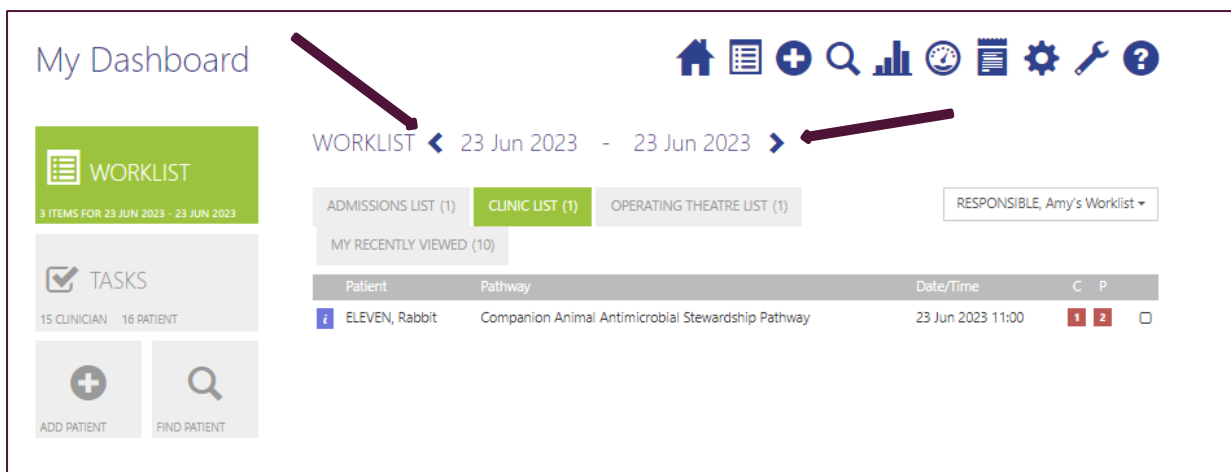 My Dashboard
WORKLIST 23 Jun 2023 - 23 Jun 2023
WORKLIST
3 ITEMS FOR 23 JUN 2023 - 23 JUN 2023
ADMISSIONS LIST (1) CLINIC LIST (1) OPERATING THEATRE LIST (1) RESPONSIBLE, Amy's Worklist
MY RECENTLY VIEWED (10)
TASKS
15 CLINICIAN 16 PATIENT
Patient Pathway Date/Time C P
i ELEVEN, Rabbit Companion Animal Antimicrobial Stewardship Pathway 23 Jun 2023 11:00 1 2
ADD PATIENT FIND PATIENT